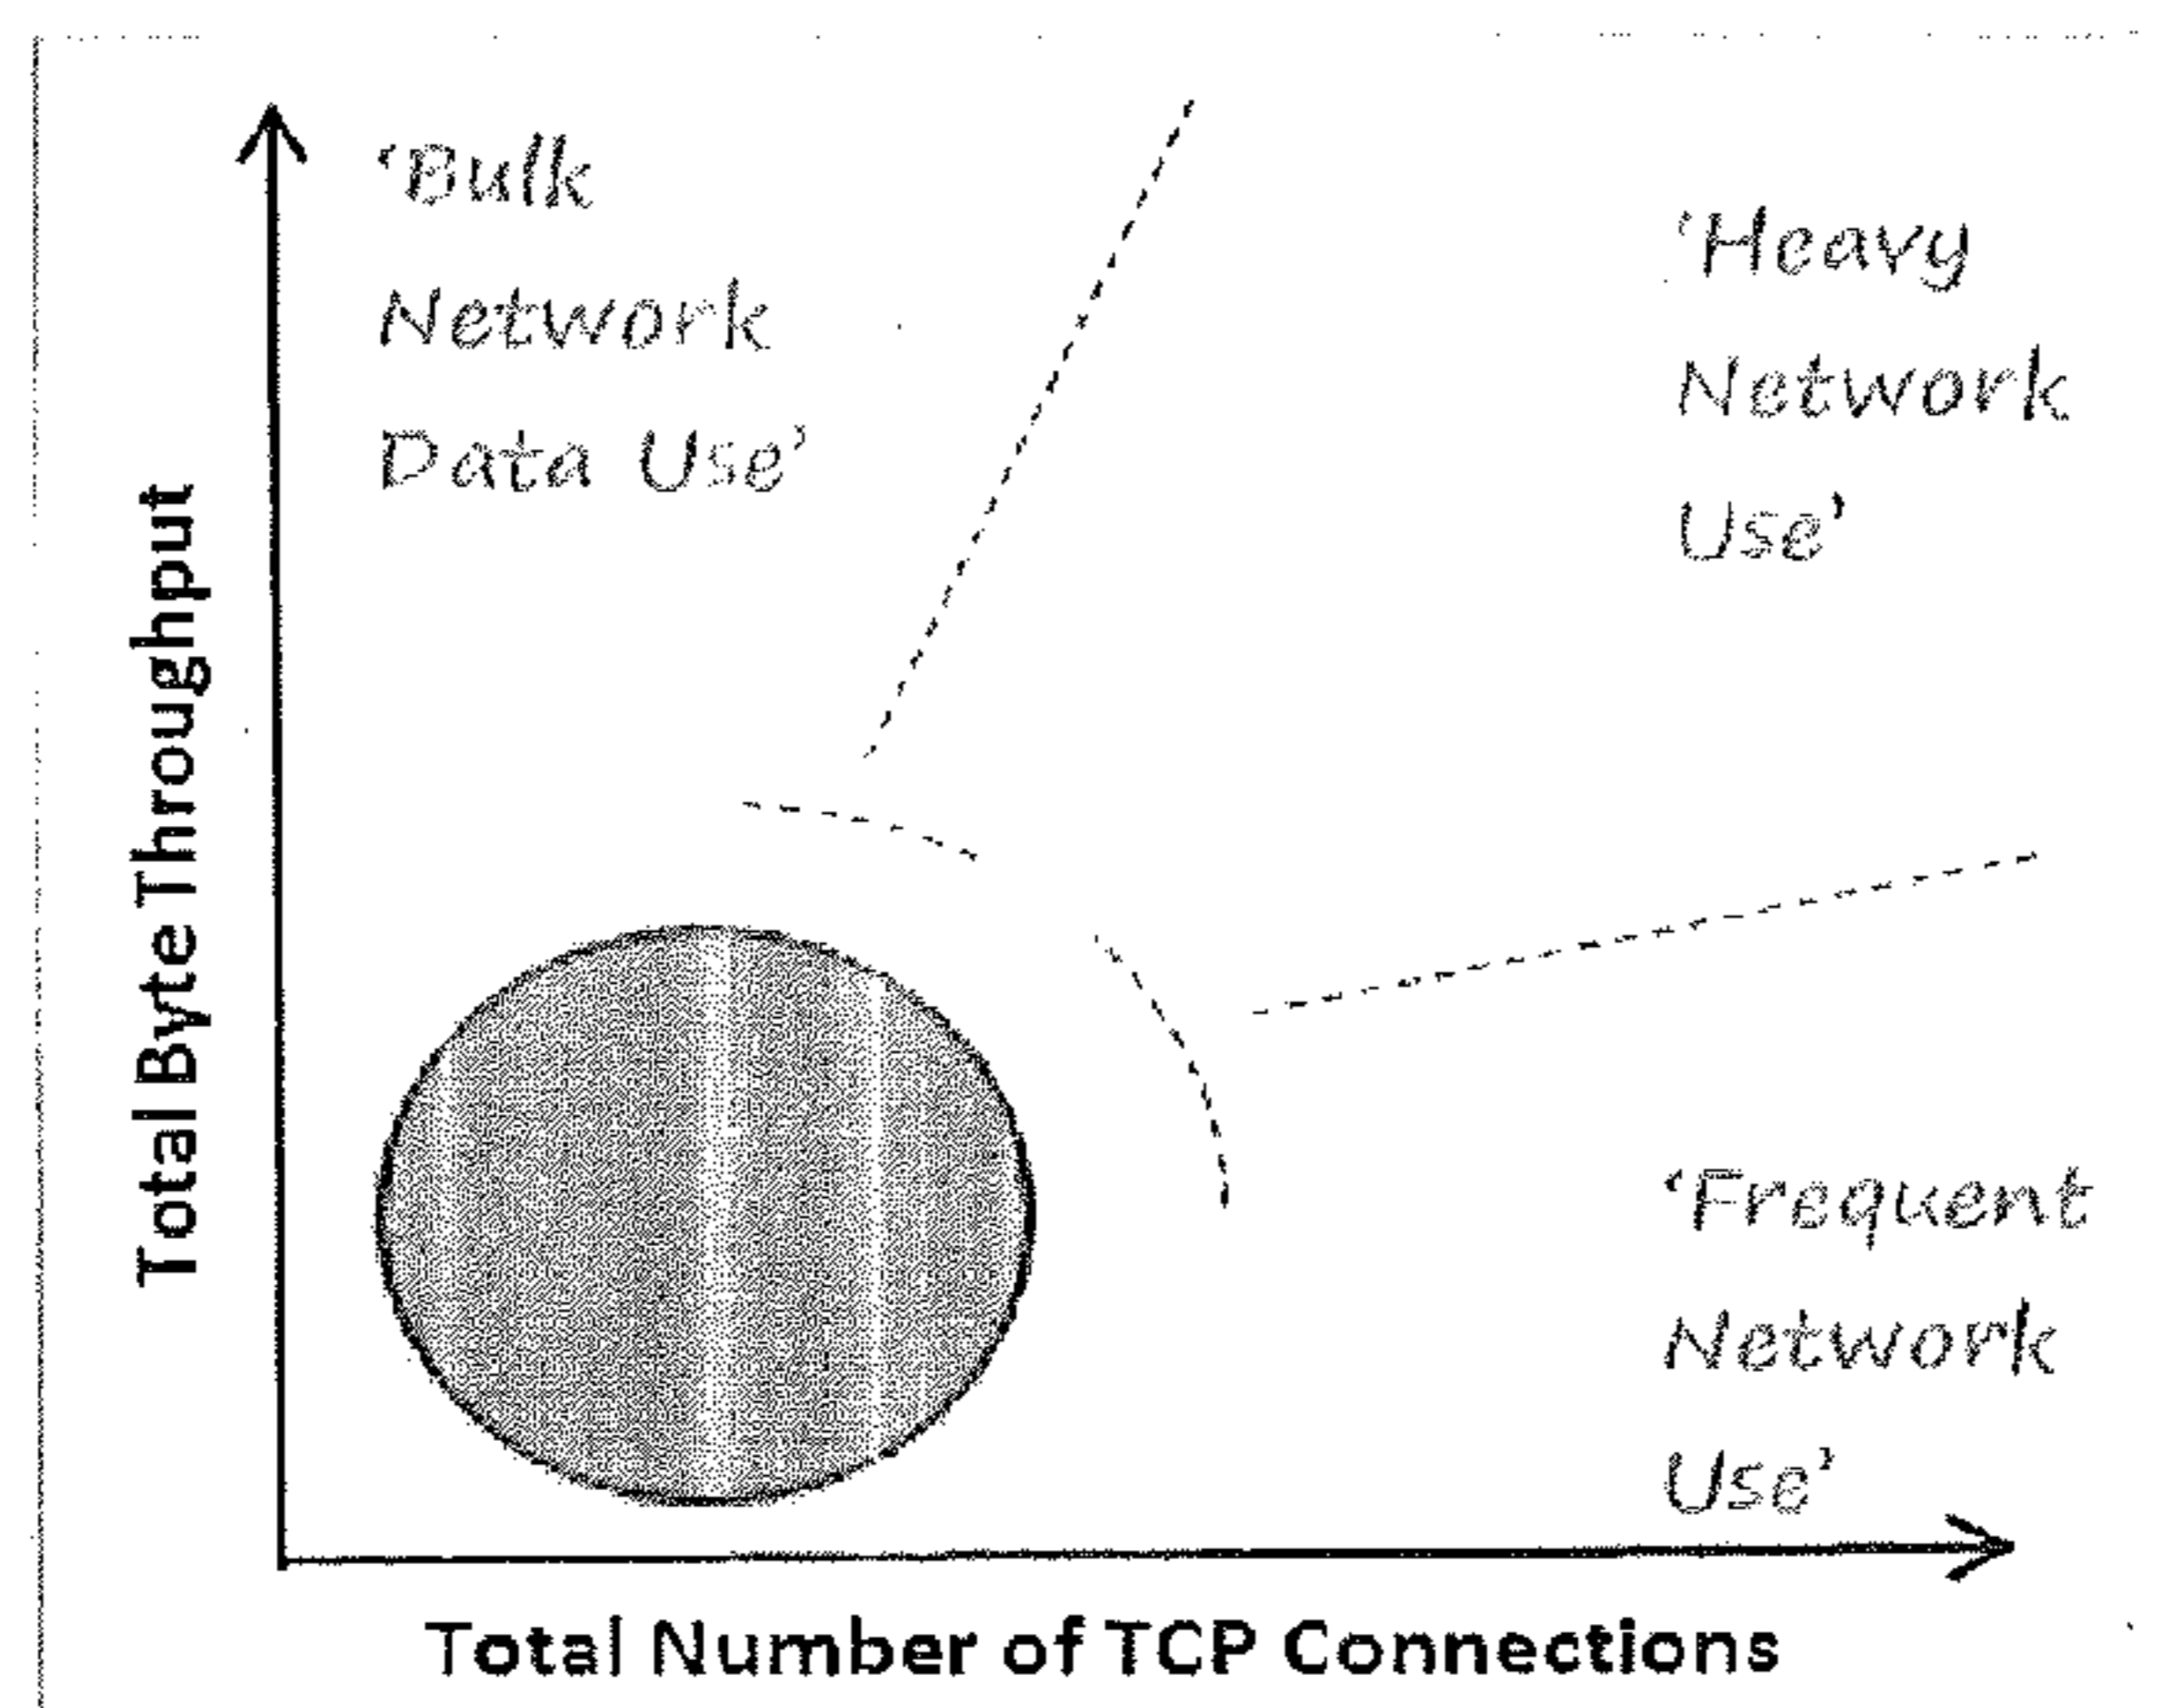 ‘Bulk
Network
Data Use’
‘Heavy
Network
Use’
‘Frequent
Network
Use’
Total Byte Throughput
Total Number of TCP Connections